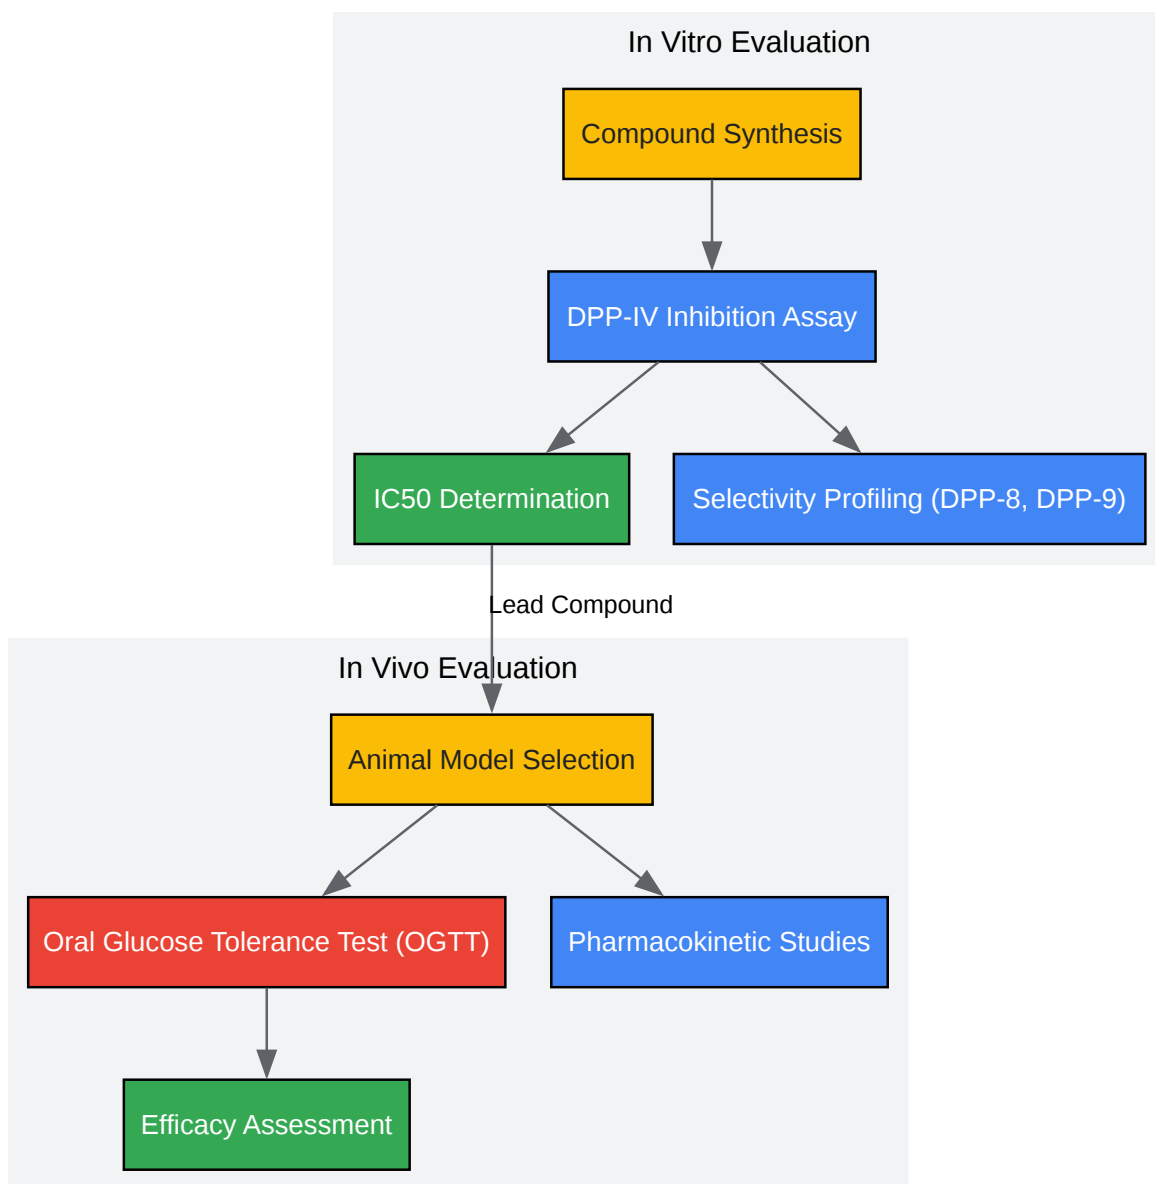 In Vitro Evaluation
Compound Synthesis
DPP-IV Inhibition Assay
IC50 Determination
Selectivity Profiling (DPP-8, DPP-9)
Lead Compound
In Vivo Evaluation
Animal Model Selection
Oral Glucose Tolerance Test (OGTT)
Pharmacokinetic Studies
Efficacy Assessment